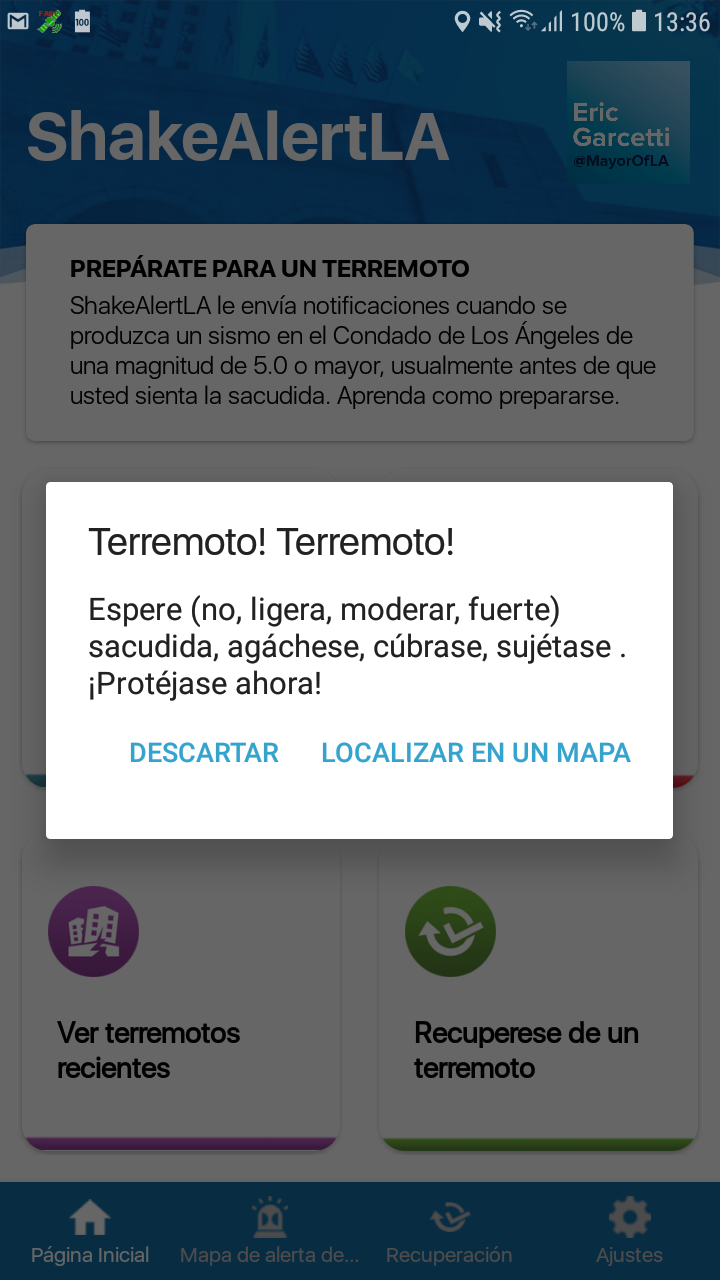 100
100% 13:36
ShakeAlertLA
Eric
Garcetti
@MayorOfLA
PREPÁRATE PARA UN TERREMOTO
ShakeAlertLA le envía notificaciones cuando se
produzca un sismo en el Condado de Los Ángeles de
una magnitud de 5.0 o mayor, usualmente antes de que
usted sienta la sacudida. Aprenda como prepararse.
Terremoto! Terremoto!
Espere (no, ligera, moderar, fuerte)
sacudida, agáchese, cúbrase, sujétase .
¡Protéjase ahora!
DESCARTAR LOCALIZAR EN UN MAPA
Ver terremotos
recientes
Recuperese de un
terremoto
Página Inicial Mapa de alerta de... Recuperación Ajustes